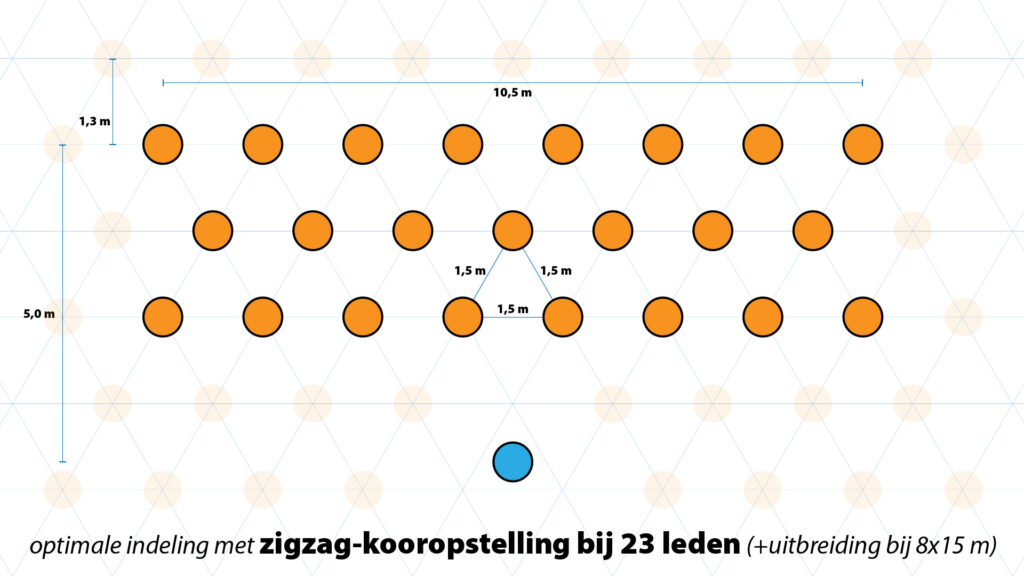 10,5 m
1,3 m
1,5 m
1,5 m
1,5 m
5,0 m
optimale indeling met zigzag-kooropstelling bij 23 leden (+uitbreiding bij 8x15 m)